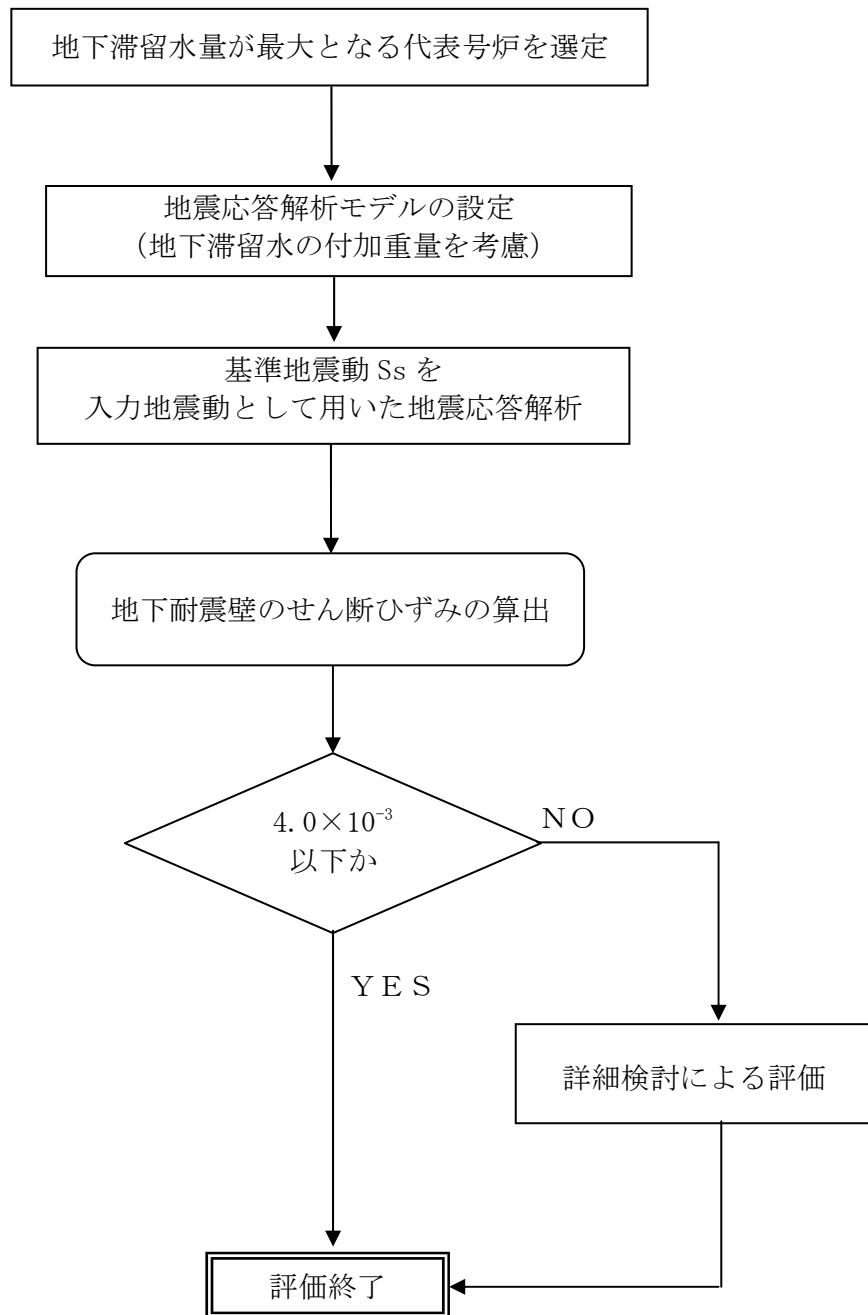 地下滞留水量が最大となる代表号炉を選定
地震応答解析モデルの設定
(地下滞留水の付加重量を考慮)
基準地震動 Ss を
入力地震動として用いた地震応答解析
地下耐震壁のせん断ひずみの算出
4.0×10⁻³
以下か
NO
YES
詳細検討による評価
評価終了